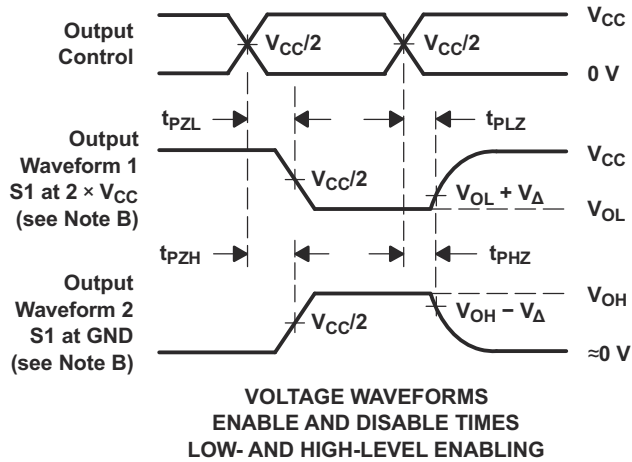 Output
Control
V_CC/2
V_CC/2
V_CC
0 V
t_PZL
t_PLZ
Output
Waveform 1
S1 at 2 × V_CC
(see Note B)
V_CC/2
V_CC
V_OL + V_Δ
V_OL
t_PZH
t_PHZ
Output
Waveform 2
S1 at GND
(see Note B)
V_CC/2
V_OH
V_OH − V_Δ
≈0 V
VOLTAGE WAVEFORMS
ENABLE AND DISABLE TIMES
LOW- AND HIGH-LEVEL ENABLING